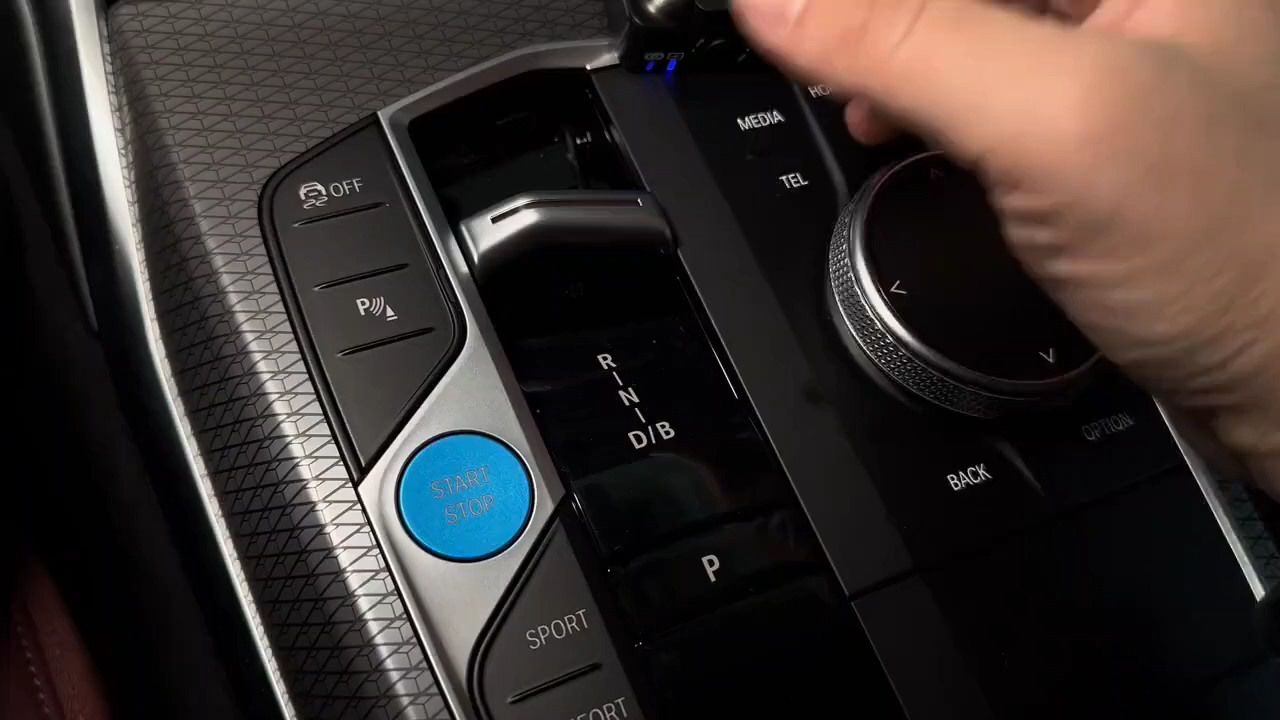 OFF
P
START
STOP
SPORT
R
N
D/B
P
MEDIA
TEL
BACK
OPTION